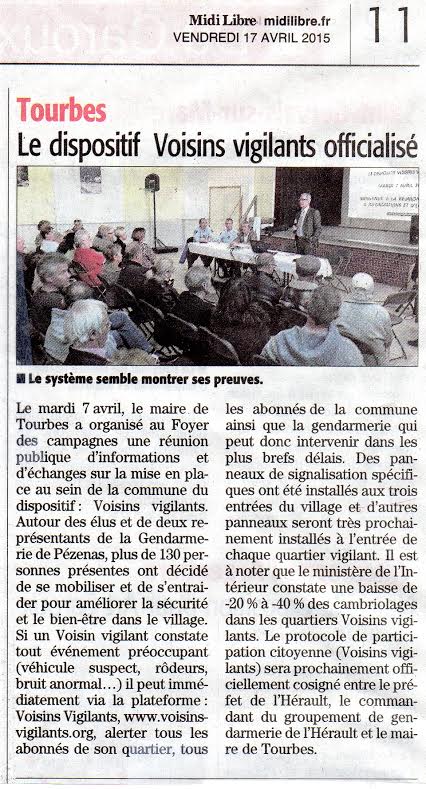 Midi Libre midilibre.fr
VENDREDI 17 AVRIL 2015
11
Tourbes
Le dispositif Voisins vigilants officialisé
Le système semble montrer ses preuves.
Le mardi 7 avril, le maire de
Tourbes a organisé au Foyer
des campagnes une réunion
publique d'informations et
d'échanges sur la mise en pla-
ce au sein de la commune du
dispositif : Voisins vigilants.
Autour des élus et de deux re-
présentants de la Gendarme-
rie de Pézenas, plus de 130 per-
sonnes présentes ont décidé
de se mobiliser et de s'entrai-
der pour améliorer la sécurité
et le bien-être dans le village.
Si un Voisin vigilant constate
tout événement préoccupant
(véhicule suspect, rôdeurs,
bruit anormal...) il peut immé-
diatement via la plateforme :
Voisins Vigilants, www.voisins-
vigilants.org, alerter tous les
abonnés de son quartier, tous
les abonnés de la commune
ainsi que la gendarmerie qui
peut donc intervenir dans les
plus brefs délais. Des pan-
neaux de signalisation spécifi-
ques ont été installés aux trois
entrées du village et d'autres
panneaux seront très prochai-
nement installés à l'entrée de
chaque quartier vigilant. Il est
à noter que le ministère de l'In-
térieur constate une baisse de
-20 % à -40 % des cambriolages
dans les quartiers Voisins vigi-
lants. Le protocole de partici-
pation citoyenne (Voisins vigi-
lants) sera prochainement offi-
ciellement cosigné entre le pré-
fet de l'Hérault, le comman-
dant du groupement de gen-
darmerie de l'Hérault et le mai-
re de Tourbes.